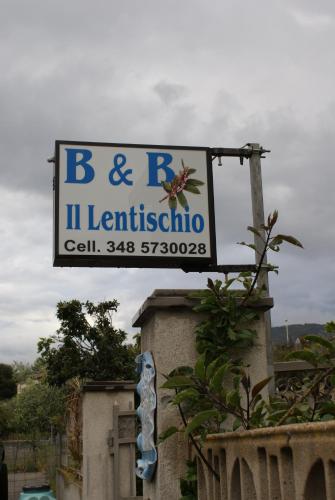 B & B
Il Lentischio
Cell. 348 5730028